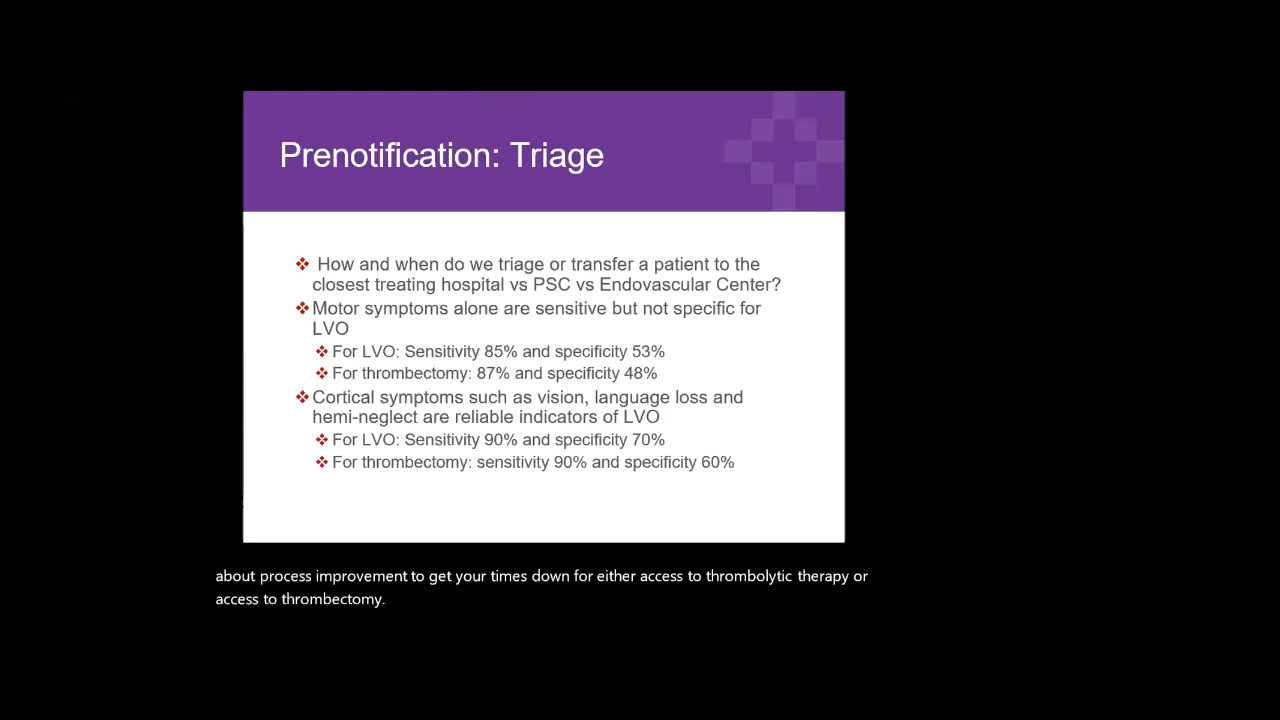 Prenotification: Triage
How and when do we triage or transfer a patient to the
closest treating hospital vs PSC vs Endovascular Center?
Motor symptoms alone are sensitive but not specific for
LVO
For LVO: Sensitivity 85% and specificity 53%
For thrombectomy: 87% and specificity 48%
Cortical symptoms such as vision, language loss and
hemi-neglect are reliable indicators of LVO
For LVO: Sensitivity 90% and specificity 70%
For thrombectomy: sensitivity 90% and specificity 60%
about process improvement to get your times down for either access to thrombolytic therapy or
access to thrombectomy.